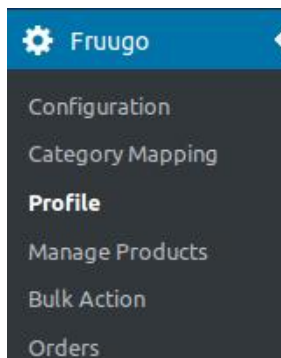 Fruugo
Configuration
Category Mapping
Profile
Manage Products
Bulk Action
Orders